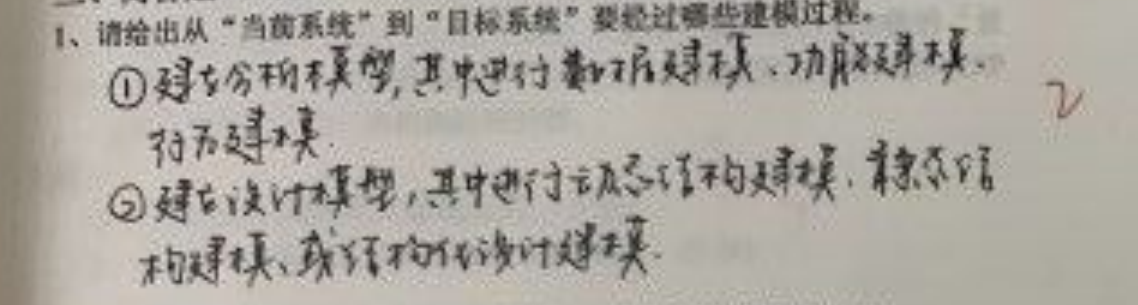 1、请给出从“当前系统”到“目标系统”要经过哪些建模过程。
①建立分析模型,其中进行数据建模、功能建模、
行为建模.
②建立设计模型,其中进行动态结构建模、静态结
构建模、或结构化设计建模.
2